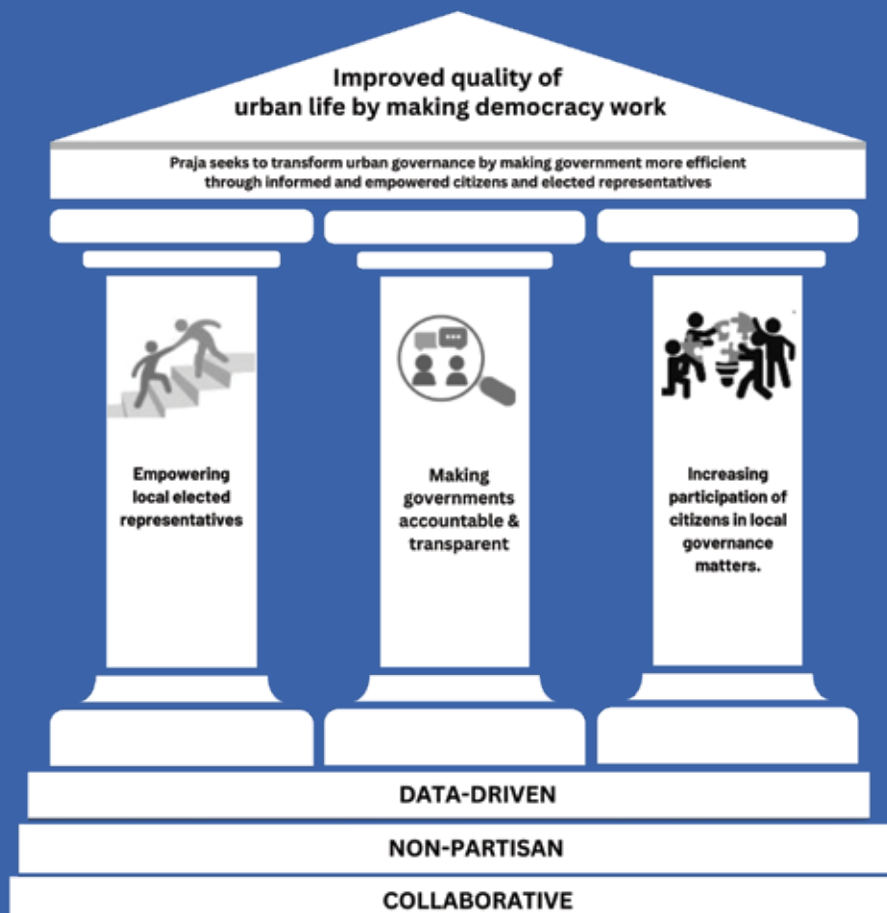 Improved quality of
urban life by making democracy work
Praja seeks to transform urban governance by making government more efficient
through informed and empowered citizens and elected representatives
Empowering
local elected
representatives
Making
governments
accountable &
transparent
Increasing
participation of
citizens in local
governance
matters.
DATA-DRIVEN
NON-PARTISAN
COLLABORATIVE